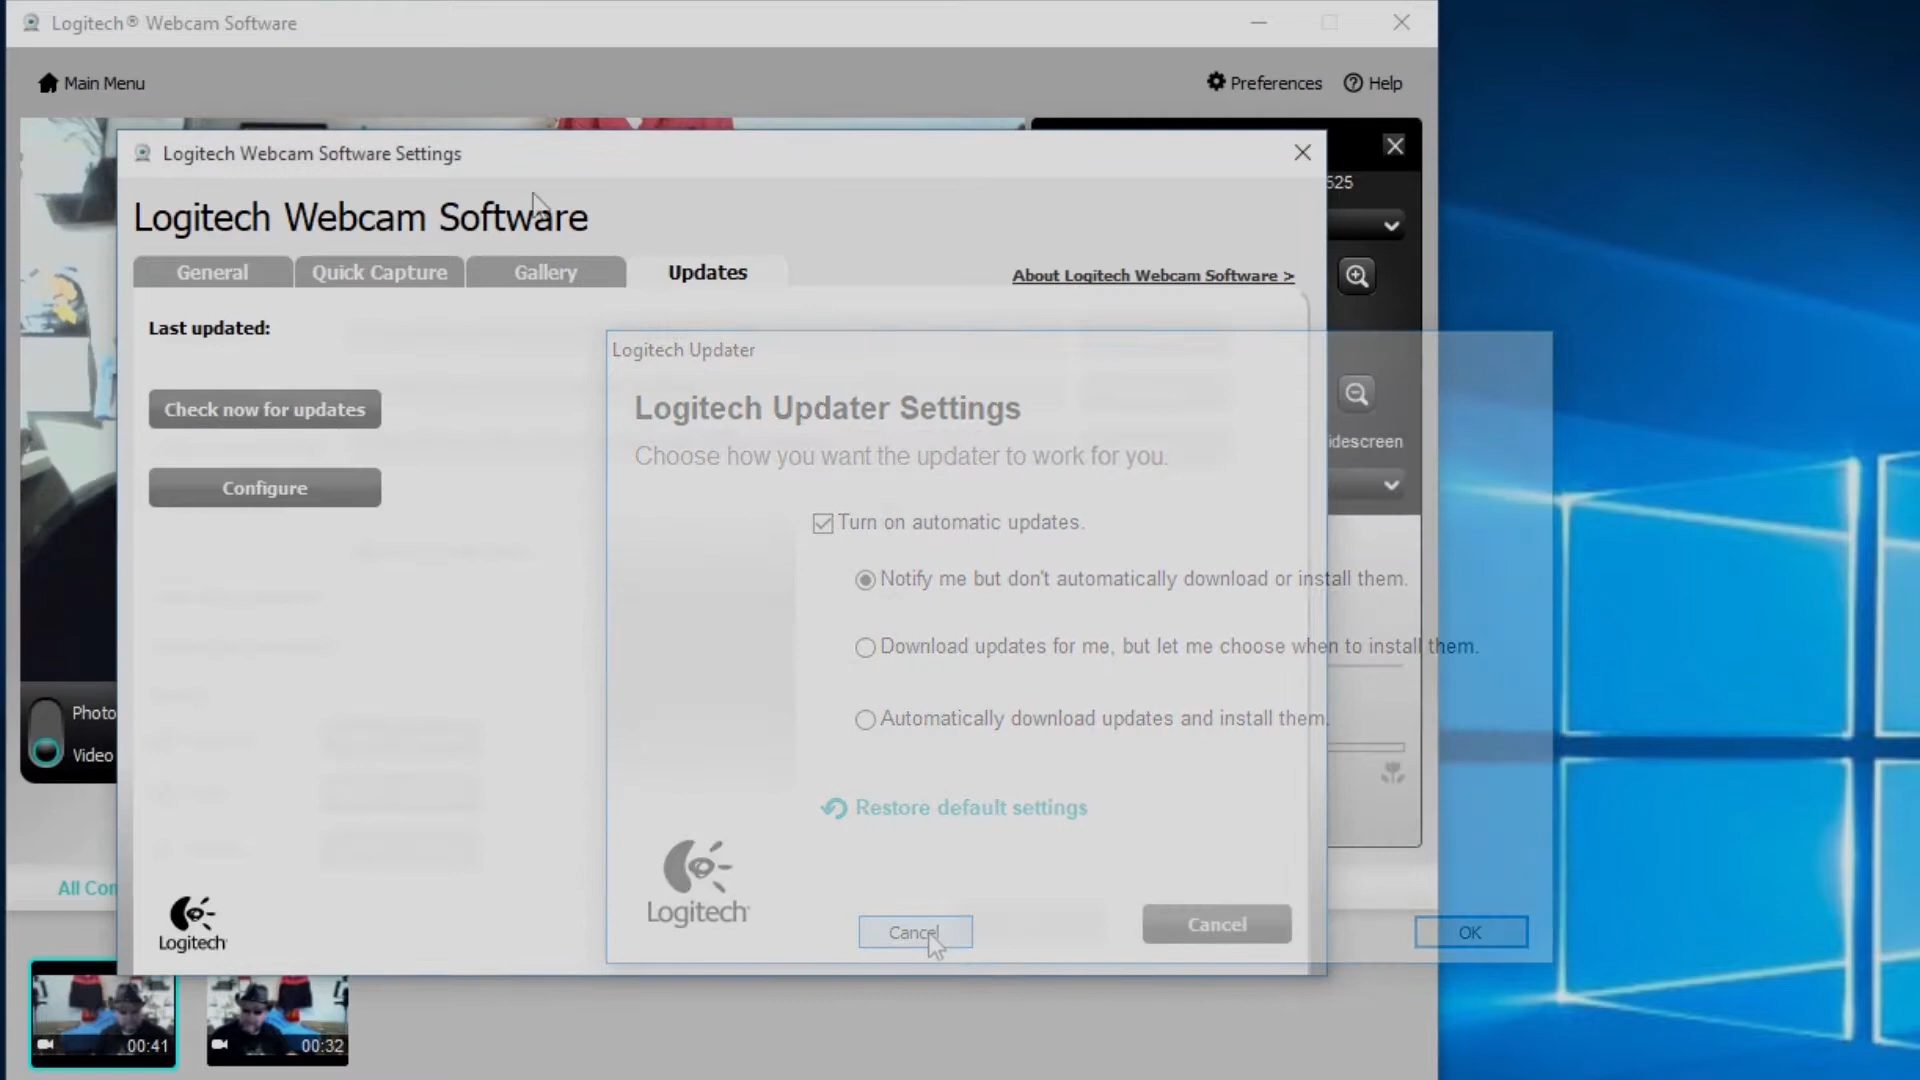 Logitech® Webcam Software
Main Menu
Preferences
Help
Logitech Webcam Software Settings
Logitech Webcam Software
General
Quick Capture
Gallery
Updates
About Logitech Webcam Software >
Last updated:
Check now for updates
Configure
Logitech Updater
Logitech Updater Settings
Choose how you want the updater to work for you.
Turn on automatic updates.
Notify me but don't automatically download or install them.
Download updates for me, but let me choose when to install them.
Automatically download updates and install them.
Restore default settings
Logitech
Cancel
Cancel
OK
Logitech
525
idescreen
Photo
Video
All Con
00:41
00:32